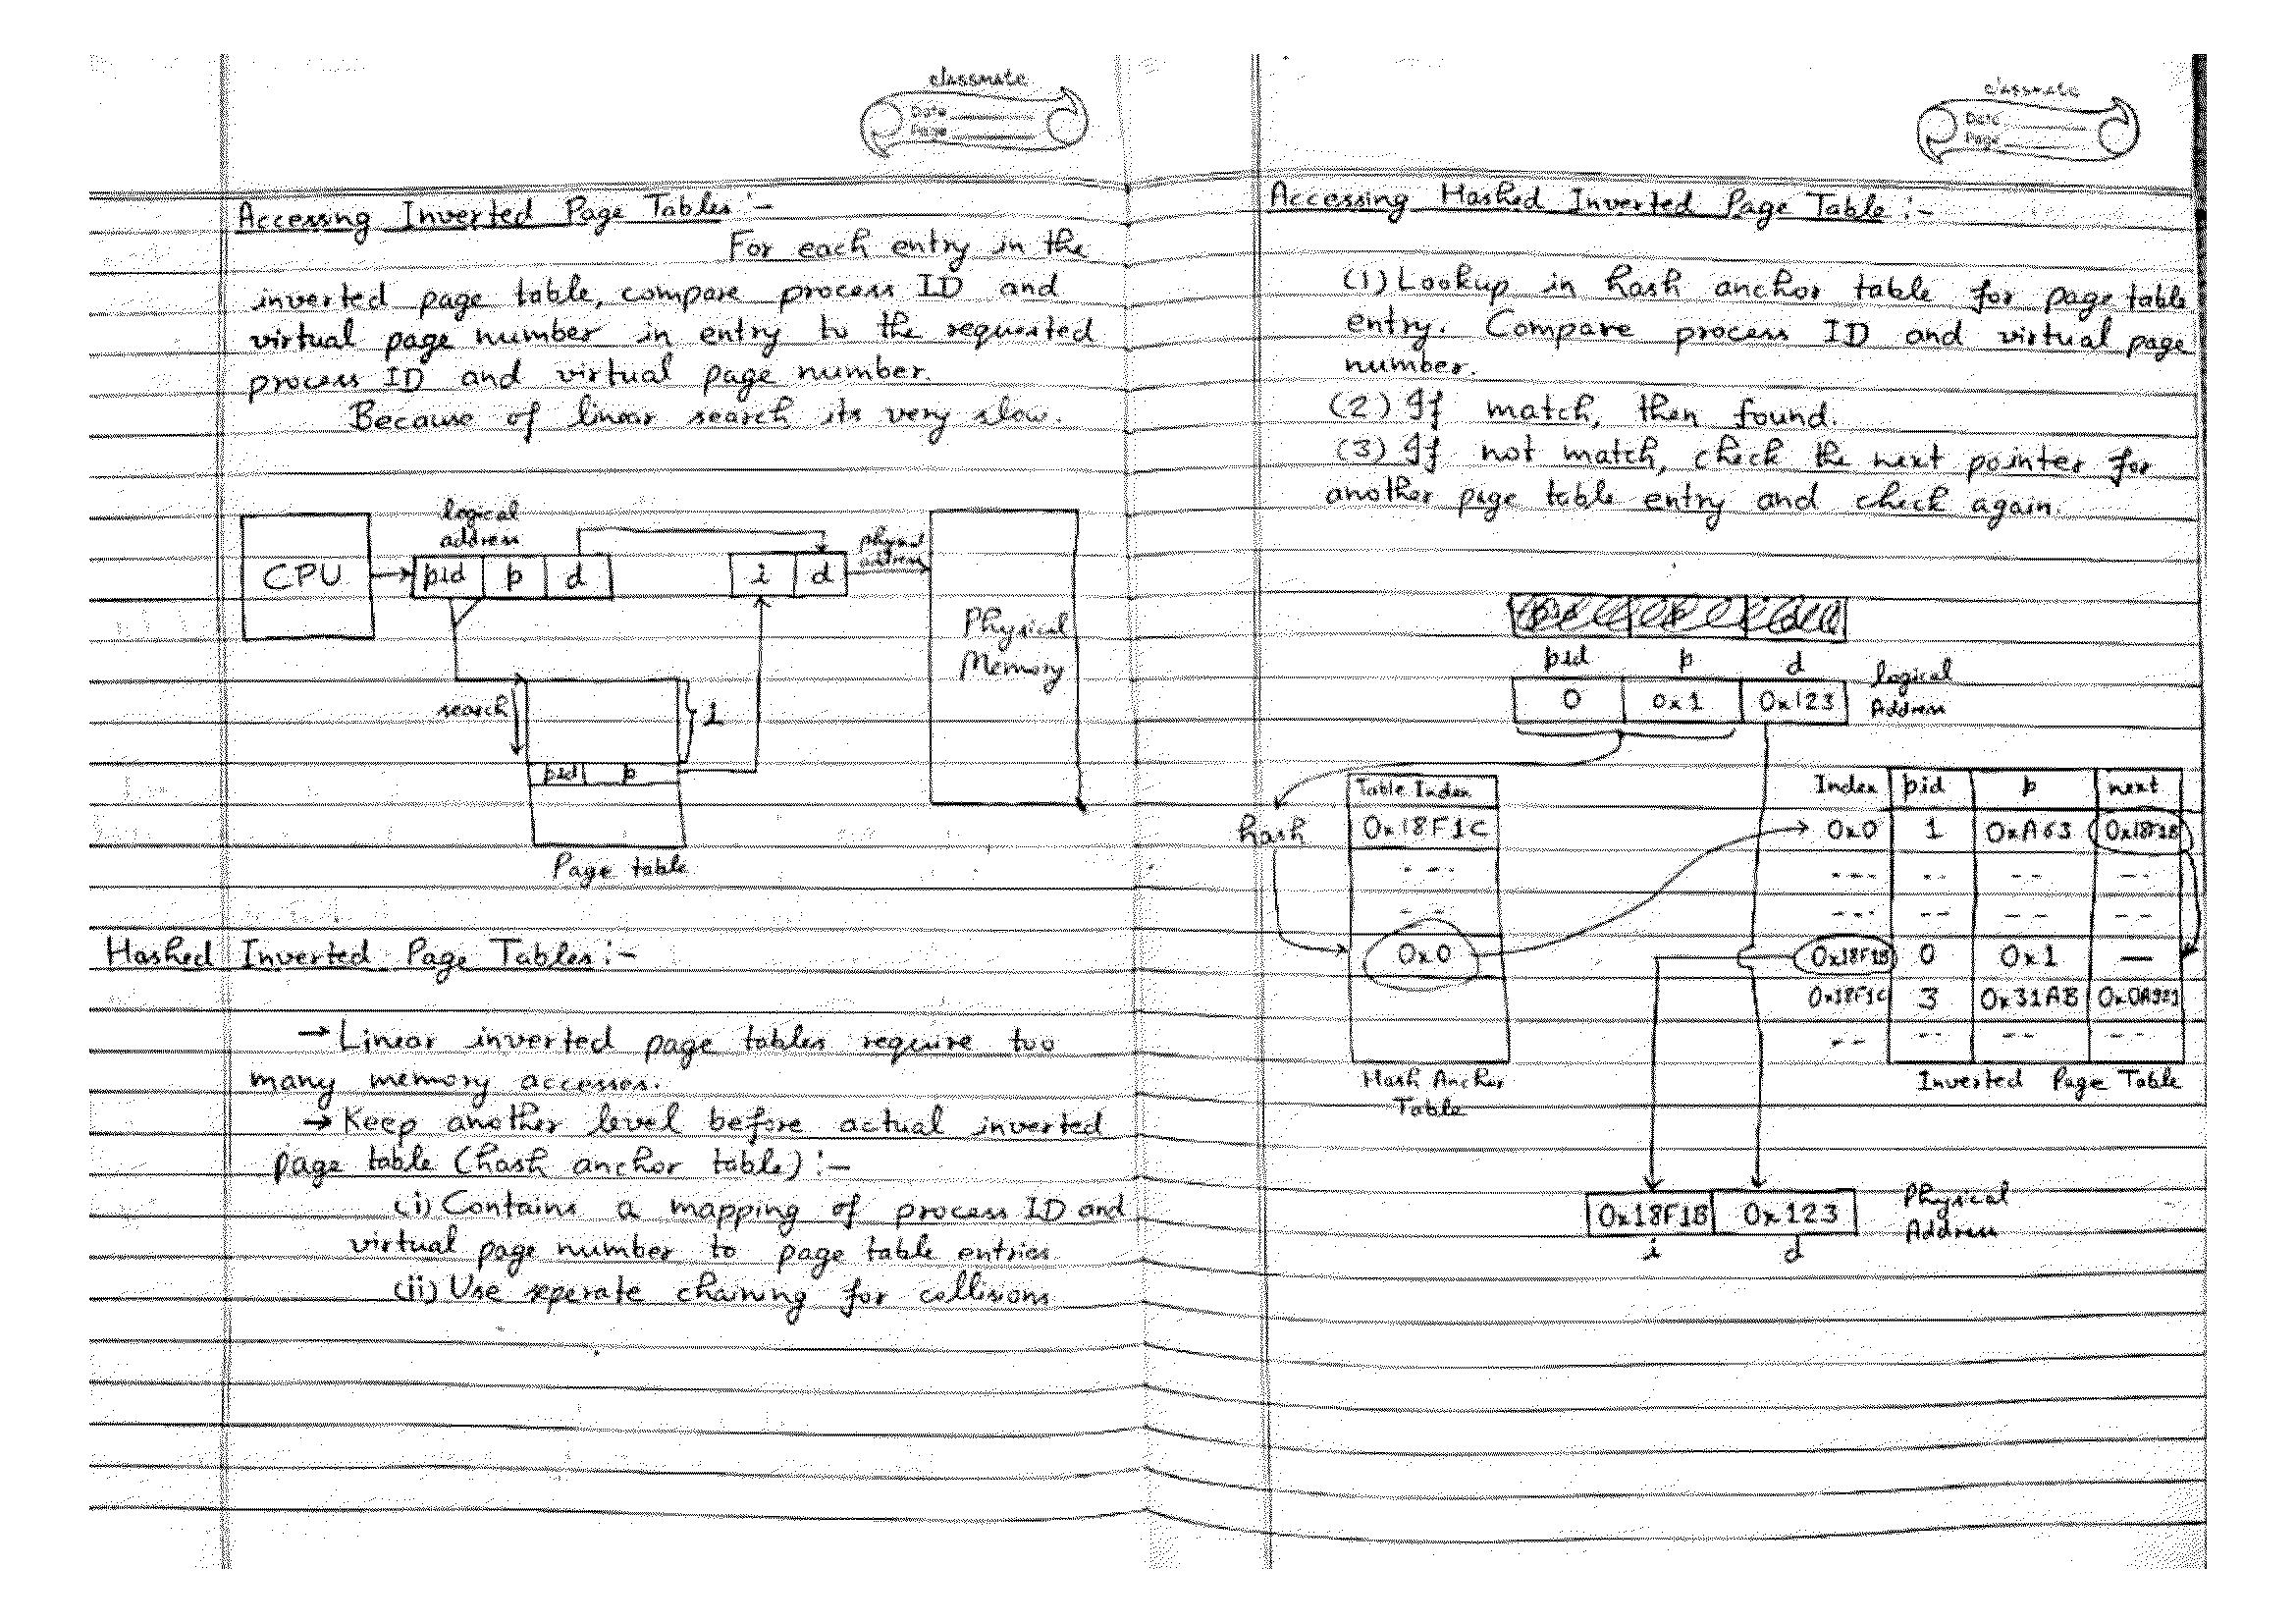 classmate
Date
Page
Accessing Inverted Page Tables :-
For each entry in the
inverted page table, compare process ID and
virtual page number in entry to the requested
process ID and virtual page number.
Because of linear search its very slow.
logical
address
physical
address
CPU
pid p d
i d
Physical
Memory
search
i
pid p
Page table
Hashed Inverted Page Tables :-
→ Linear inverted page tables require too
many memory accesses.
→ Keep another level before actual inverted
page table (hash anchor table) :-
(i) Contains a mapping of process ID and
virtual page number to page table entries
(ii) Use seperate chaining for collisions
classmate
Date
Page
Accessing Hashed Inverted Page Table :-
(1) Lookup in hash anchor table for page table
entry. Compare process ID and virtual page
number.
(2) If match, then found.
(3) If not match, check the next pointer for
another page table entry and check again.
pid p d
0 0x1 0x123
logical
Address
hash
Table Index
0x18F1C
- - -
- -
0x0
Hash Anchor
Table
Index pid p next
0x0 1 0xA63 0x18F1B
--- -- -- --
--- -- -- --
0x18F1B 0 0x1 —
0x18F1C 3 0x31AB 0x0A921
-- -- -- --
Inverted Page Table
0x18F1B 0x123
i d
Physical
Address